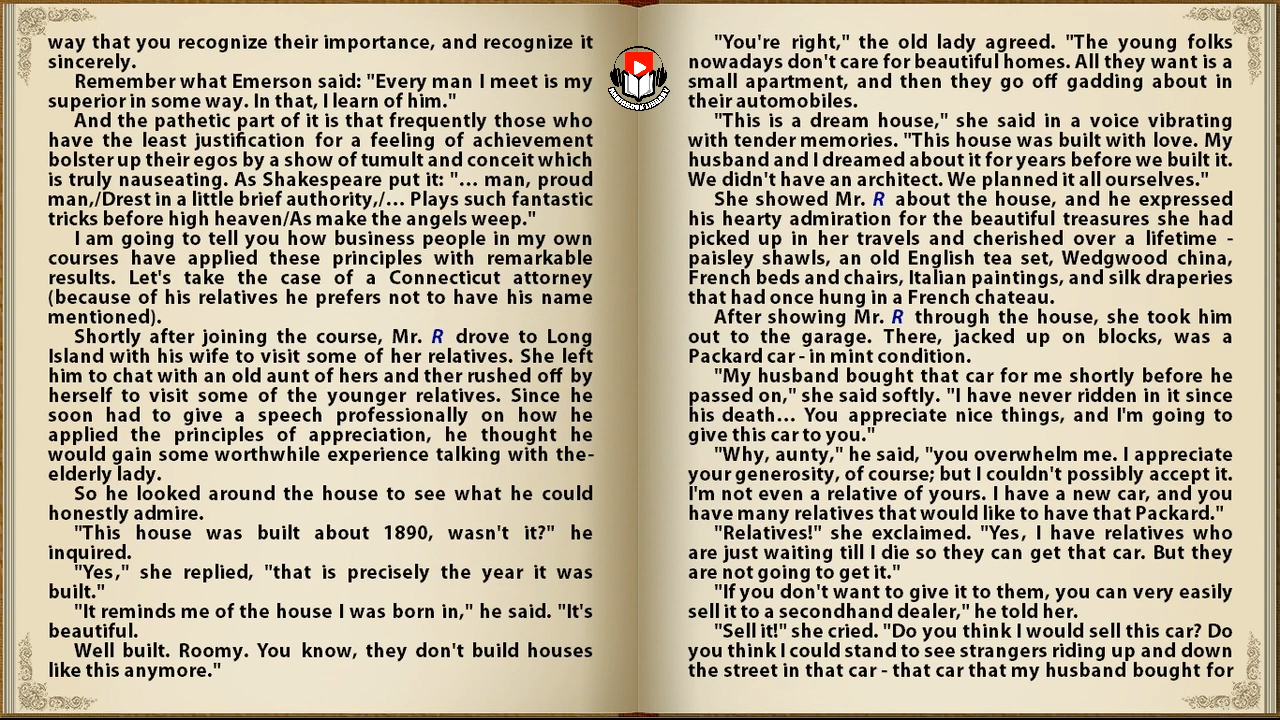 way that you recognize their importance, and recognize it
sincerely.
Remember what Emerson said: "Every man I meet is my
superior in some way. In that, I learn of him."
And the pathetic part of it is that frequently those who
have the least justification for a feeling of achievement
bolster up their egos by a show of tumult and conceit which
is truly nauseating. As Shakespeare put it: "... man, proud
man,/Drest in a little brief authority,/... Plays such fantastic
tricks before high heaven/As make the angels weep."
I am going to tell you how business people in my own
courses have applied these principles with remarkable
results. Let's take the case of a Connecticut attorney
(because of his relatives he prefers not to have his name
mentioned).
Shortly after joining the course, Mr. R drove to Long
Island with his wife to visit some of her relatives. She left
him to chat with an old aunt of hers and ther rushed off by
herself to visit some of the younger relatives. Since he
soon had to give a speech professionally on how he
applied the principles of appreciation, he thought he
would gain some worthwhile experience talking with the-
elderly lady.
So he looked around the house to see what he could
honestly admire.
"This house was built about 1890, wasn't it?" he
inquired.
"Yes," she replied, "that is precisely the year it was
built."
"It reminds me of the house I was born in," he said. "It's
beautiful.
Well built. Roomy. You know, they don't build houses
like this anymore."
"You're right," the old lady agreed. "The young folks
nowadays don't care for beautiful homes. All they want is a
small apartment, and then they go off gadding about in
their automobiles.
"This is a dream house," she said in a voice vibrating
with tender memories. "This house was built with love. My
husband and I dreamed about it for years before we built it.
We didn't have an architect. We planned it all ourselves."
She showed Mr. R about the house, and he expressed
his hearty admiration for the beautiful treasures she had
picked up in her travels and cherished over a lifetime -
paisley shawls, an old English tea set, Wedgwood china,
French beds and chairs, Italian paintings, and silk draperies
that had once hung in a French chateau.
After showing Mr. R through the house, she took him
out to the garage. There, jacked up on blocks, was a
Packard car - in mint condition.
"My husband bought that car for me shortly before he
passed on," she said softly. "I have never ridden in it since
his death... You appreciate nice things, and I'm going to
give this car to you."
"Why, aunty," he said, "you overwhelm me. I appreciate
your generosity, of course; but I couldn't possibly accept it.
I'm not even a relative of yours. I have a new car, and you
have many relatives that would like to have that Packard."
"Relatives!" she exclaimed. "Yes, I have relatives who
are just waiting till I die so they can get that car. But they
are not going to get it."
"If you don't want to give it to them, you can very easily
sell it to a secondhand dealer," he told her.
"Sell it!" she cried. "Do you think I would sell this car? Do
you think I could stand to see strangers riding up and down
the street in that car - that car that my husband bought for